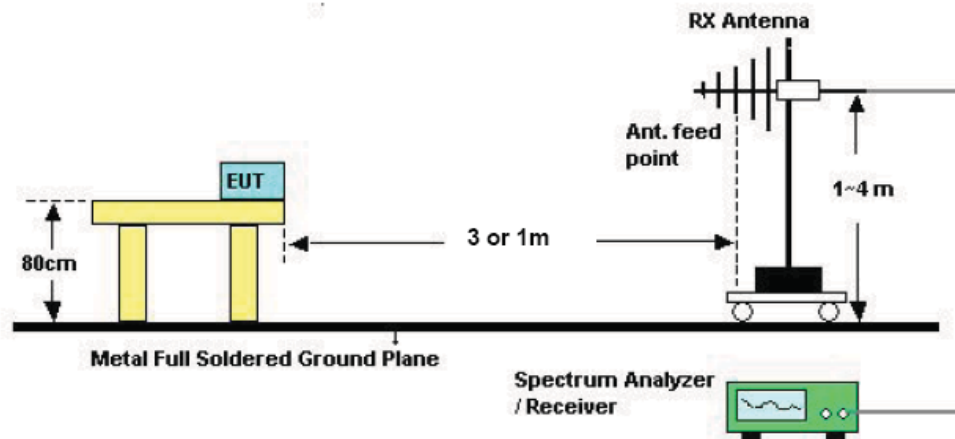 RX Antenna
Ant. feed
point
EUT
1~4 m
3 or 1m
80cm
Metal Full Soldered Ground Plane
Spectrum Analyzer
/ Receiver